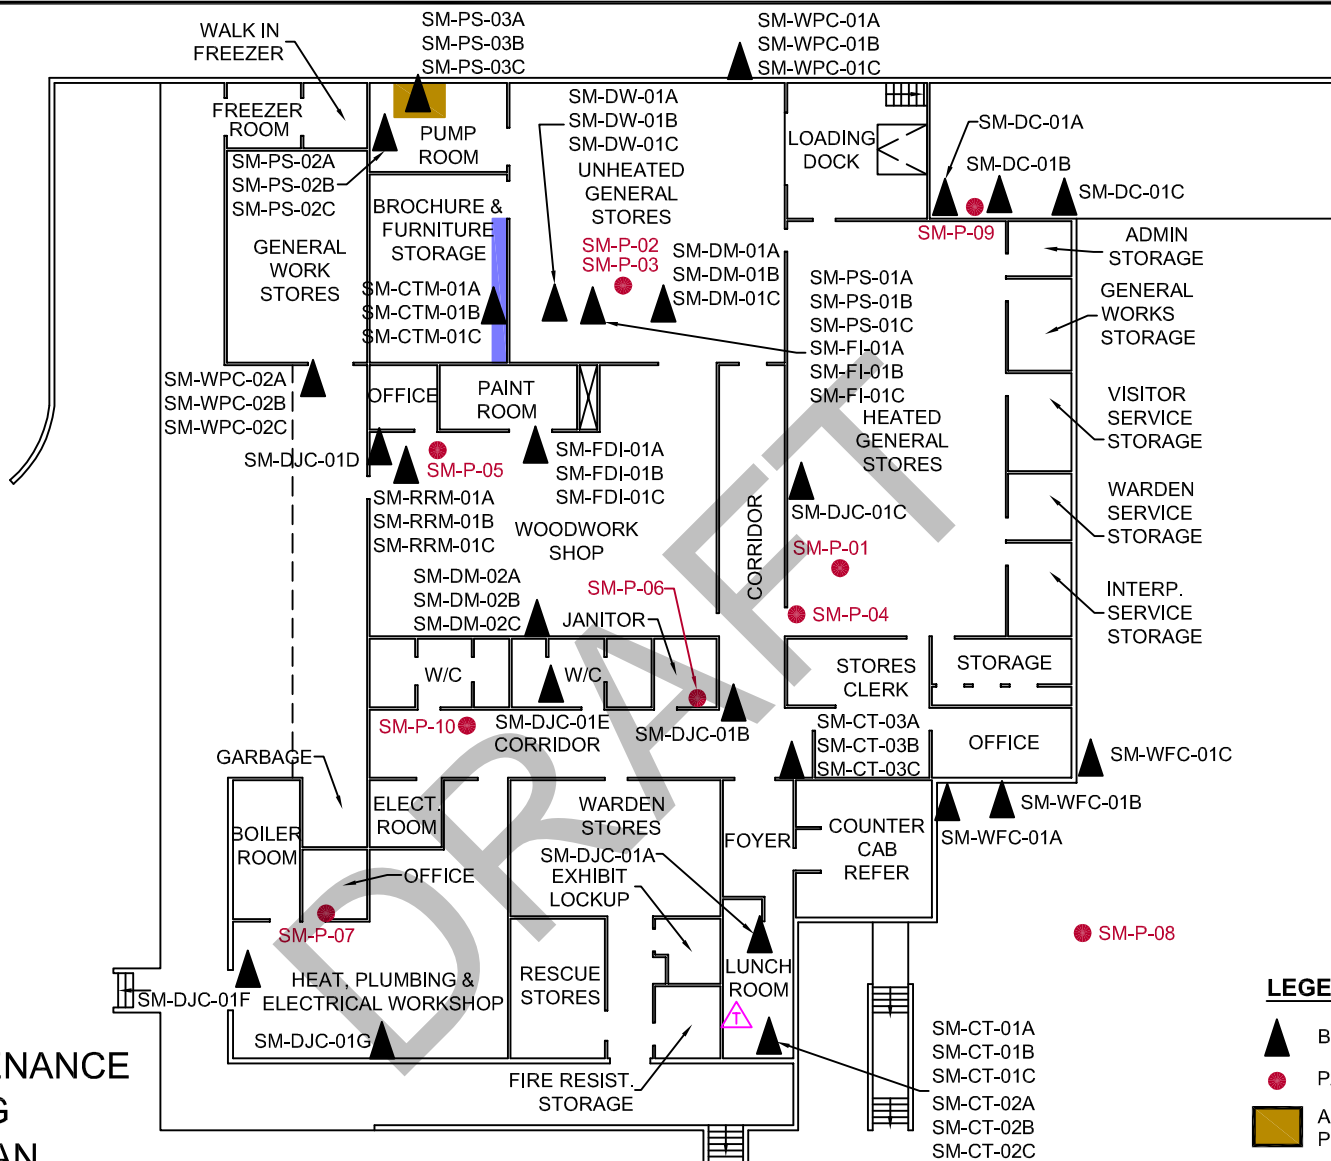 WALK IN
FREEZER
SM-PS-03A
SM-PS-03B
SM-PS-03C
SM-WPC-01A
SM-WPC-01B
SM-WPC-01C
FREEZER
ROOM
PUMP
ROOM
SM-DW-01A
SM-DW-01B
SM-DW-01C
UNHEATED
GENERAL
STORES
LOADING
DOCK
SM-DC-01A
SM-DC-01B
SM-DC-01C
SM-PS-02A
SM-PS-02B
SM-PS-02C
GENERAL
WORK
STORES
BROCHURE &
FURNITURE
STORAGE
SM-CTM-01A
SM-CTM-01B
SM-CTM-01C
SM-P-02
SM-P-03
SM-DM-01A
SM-DM-01B
SM-DM-01C
SM-P-09
ADMIN
STORAGE
GENERAL
WORKS
STORAGE
SM-PS-01A
SM-PS-01B
SM-PS-01C
SM-FI-01A
SM-FI-01B
SM-FI-01C
HEATED
GENERAL
STORES
VISITOR
SERVICE
STORAGE
SM-WPC-02A
SM-WPC-02B
SM-WPC-02C
OFFICE
PAINT
ROOM
SM-DJC-01D
SM-P-05
SM-FDI-01A
SM-FDI-01B
SM-FDI-01C
SM-RRM-01A
SM-RRM-01B
SM-RRM-01C
WOODWORK
SHOP
CORRIDOR
SM-DJC-01C
SM-P-01
SM-P-04
WARDEN
SERVICE
STORAGE
INTERP.
SERVICE
STORAGE
SM-DM-02A
SM-DM-02B
SM-DM-02C
SM-P-06
JANITOR
W/C
W/C
STORES
CLERK
STORAGE
SM-P-10
SM-DJC-01E
CORRIDOR
SM-DJC-01B
SM-CT-03A
SM-CT-03B
SM-CT-03C
OFFICE
SM-WFC-01C
SM-WFC-01B
SM-WFC-01A
GARBAGE
BOILER
ROOM
ELECT.
ROOM
WARDEN
STORES
FOYER
COUNTER
CAB
REFER
OFFICE
SM-DJC-01A
EXHIBIT
LOCKUP
SM-P-07
SM-P-08
HEAT, PLUMBING &
ELECTRICAL WORKSHOP
RESCUE
STORES
LUNCH
ROOM
T
SM-DJC-01F
SM-DJC-01G
FIRE RESIST.
STORAGE
SM-CT-01A
SM-CT-01B
SM-CT-01C
SM-CT-02A
SM-CT-02B
SM-CT-02C
DRAFT
ENANCE
G
AN
LEGE
B
P
A
P